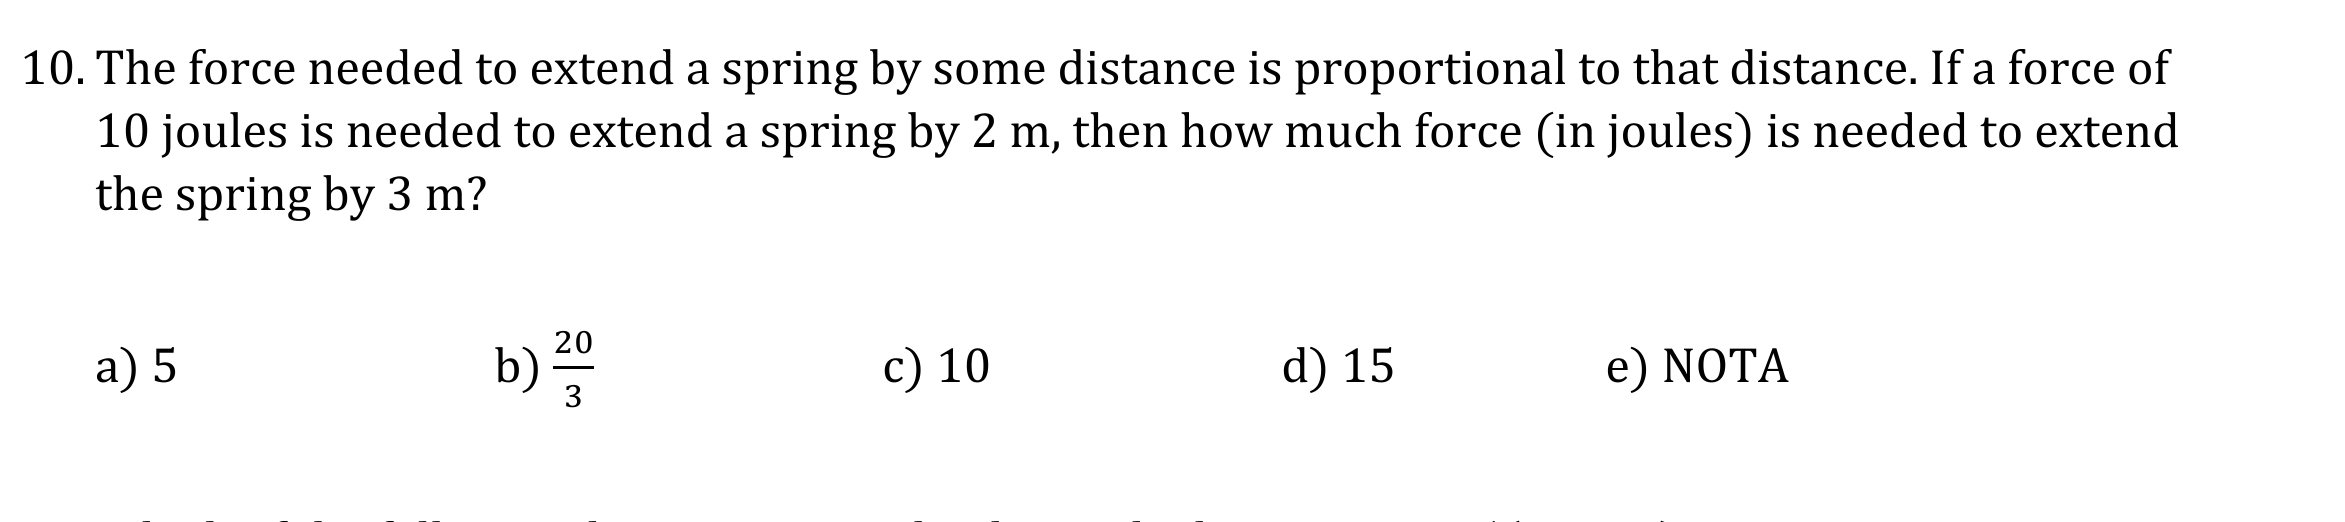 10. The force needed to extend a spring by some distance is proportional to that distance. If a force of
10 joules is needed to extend a spring by 2 m, then how much force (in joules) is needed to extend
the spring by 3 m?
a) 5 b) 20/3 c) 10 d) 15 e) NOTA